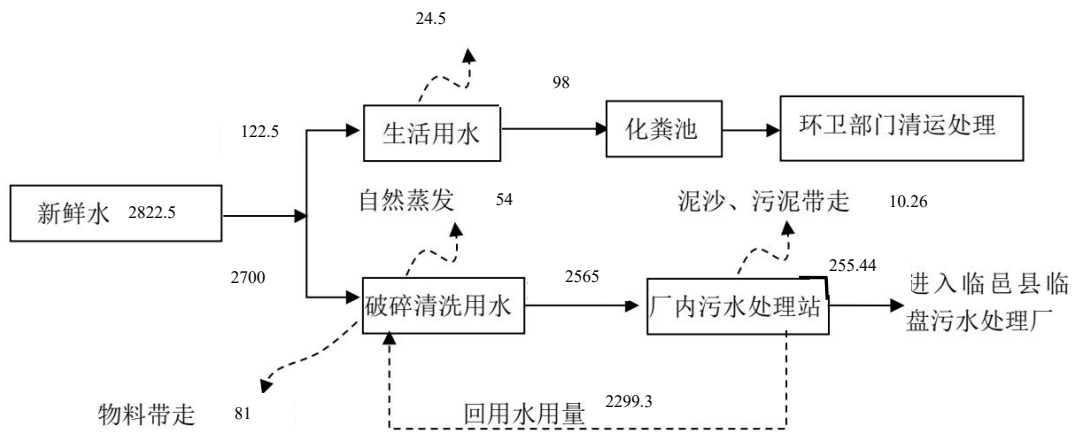 24.5
98
122.5
生活用水
化粪池
环卫部门清运处理
新鲜水 2822.5
自然蒸发 54
泥沙、污泥带走 10.26
2700
2565
255.44
破碎清洗用水
厂内污水处理站
进入临邑县临
盘污水处理厂
物料带走 81
回用水用量 2299.3